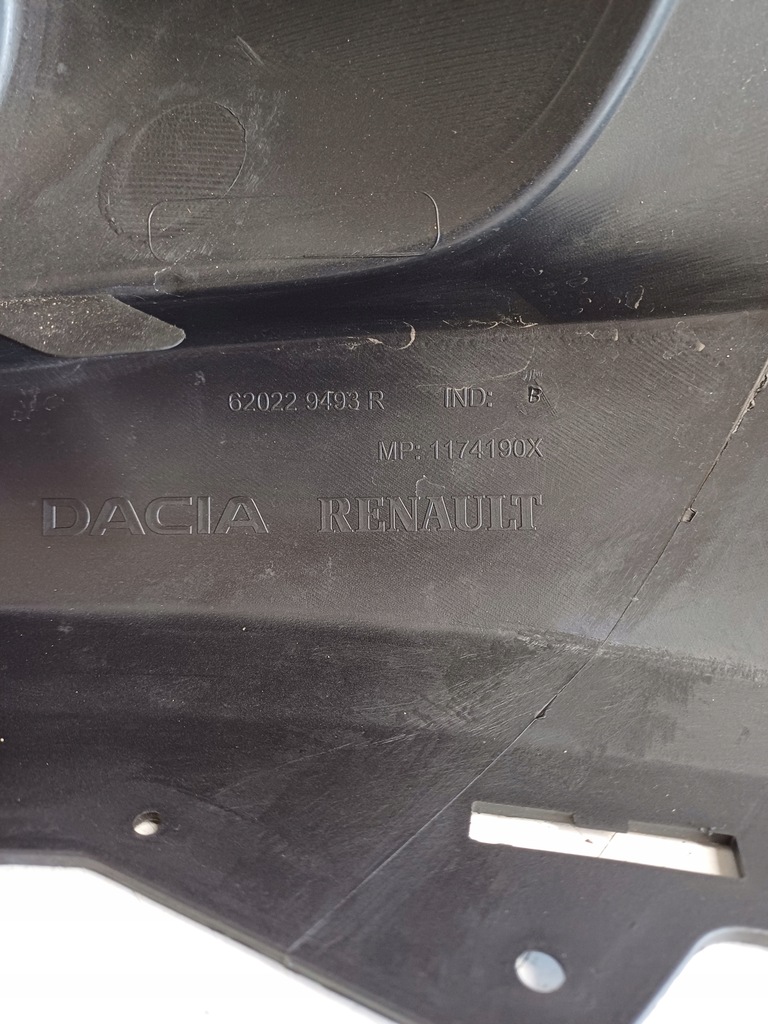 62022 9493 R IND: B
MP: 1174190X
DACIA RENAULT